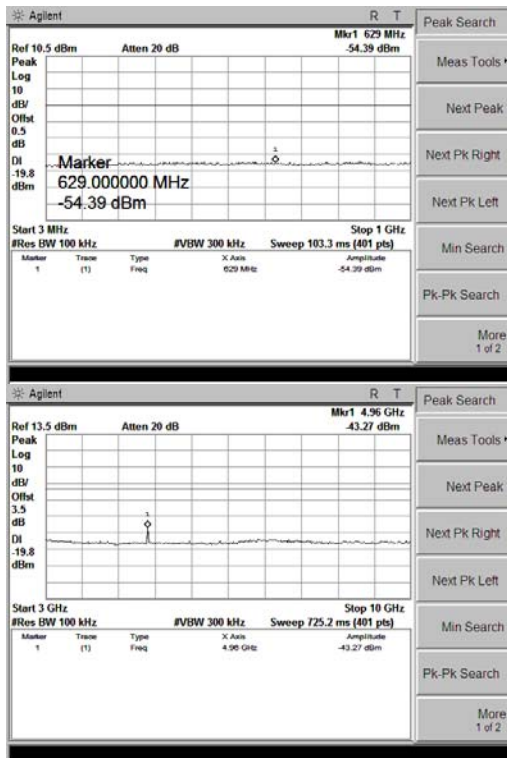 Agilent R T
Peak Search
Mkr1 629 MHz
Ref 10.5 dBm Atten 20 dB -54.39 dBm
Peak
Log
10
dB/
Offst
0.5
dB
DI
-19.8
dBm
1
Marker
629.000000 MHz
-54.39 dBm
Start 3 MHz Stop 1 GHz
#Res BW 100 kHz #VBW 300 kHz Sweep 103.3 ms (401 pts)
Marker Trace Type X Axis Amplitude
1 (1) Freq 629 MHz -54.39 dBm
Meas Tools
Next Peak
Next Pk Right
Next Pk Left
Min Search
Pk-Pk Search
More
1 of 2
Agilent R T
Peak Search
Mkr1 4.96 GHz
Ref 13.5 dBm Atten 20 dB -43.27 dBm
Peak
Log
10
dB/
Offst
3.5
dB
DI
-19.8
dBm
1
Start 3 GHz Stop 10 GHz
#Res BW 100 kHz #VBW 300 kHz Sweep 725.2 ms (401 pts)
Marker Trace Type X Axis Amplitude
1 (1) Freq 4.96 GHz -43.27 dBm
Meas Tools
Next Peak
Next Pk Right
Next Pk Left
Min Search
Pk-Pk Search
More
1 of 2